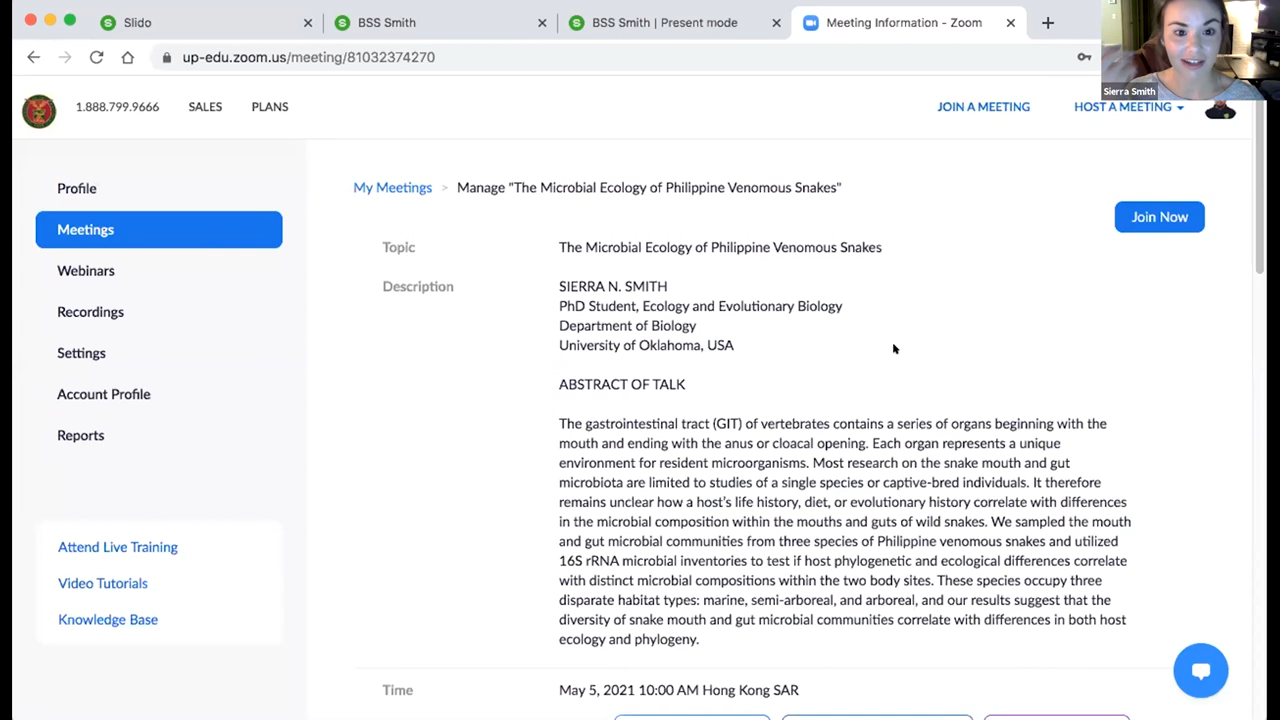 Slido
BSS Smith
BSS Smith | Present mode
Meeting Information - Zoom
up-edu.zoom.us/meeting/81032374270
Sierra Smith
1.888.799.9666
SALES
PLANS
JOIN A MEETING
HOST A MEETING
Profile
Meetings
Webinars
Recordings
Settings
Account Profile
Reports
Attend Live Training
Video Tutorials
Knowledge Base
My Meetings > Manage "The Microbial Ecology of Philippine Venomous Snakes"
Join Now
Topic
The Microbial Ecology of Philippine Venomous Snakes
Description
SIERRA N. SMITH
PhD Student, Ecology and Evolutionary Biology
Department of Biology
University of Oklahoma, USA
ABSTRACT OF TALK
The gastrointestinal tract (GIT) of vertebrates contains a series of organs beginning with the
mouth and ending with the anus or cloacal opening. Each organ represents a unique
environment for resident microorganisms. Most research on the snake mouth and gut
microbiota are limited to studies of a single species or captive-bred individuals. It therefore
remains unclear how a host's life history, diet, or evolutionary history correlate with differences
in the microbial composition within the mouths and guts of wild snakes. We sampled the mouth
and gut microbial communities from three species of Philippine venomous snakes and utilized
16S rRNA microbial inventories to test if host phylogenetic and ecological differences correlate
with distinct microbial compositions within the two body sites. These species occupy three
disparate habitat types: marine, semi-arboreal, and arboreal, and our results suggest that the
diversity of snake mouth and gut microbial communities correlate with differences in both host
ecology and phylogeny.
Time
May 5, 2021 10:00 AM Hong Kong SAR